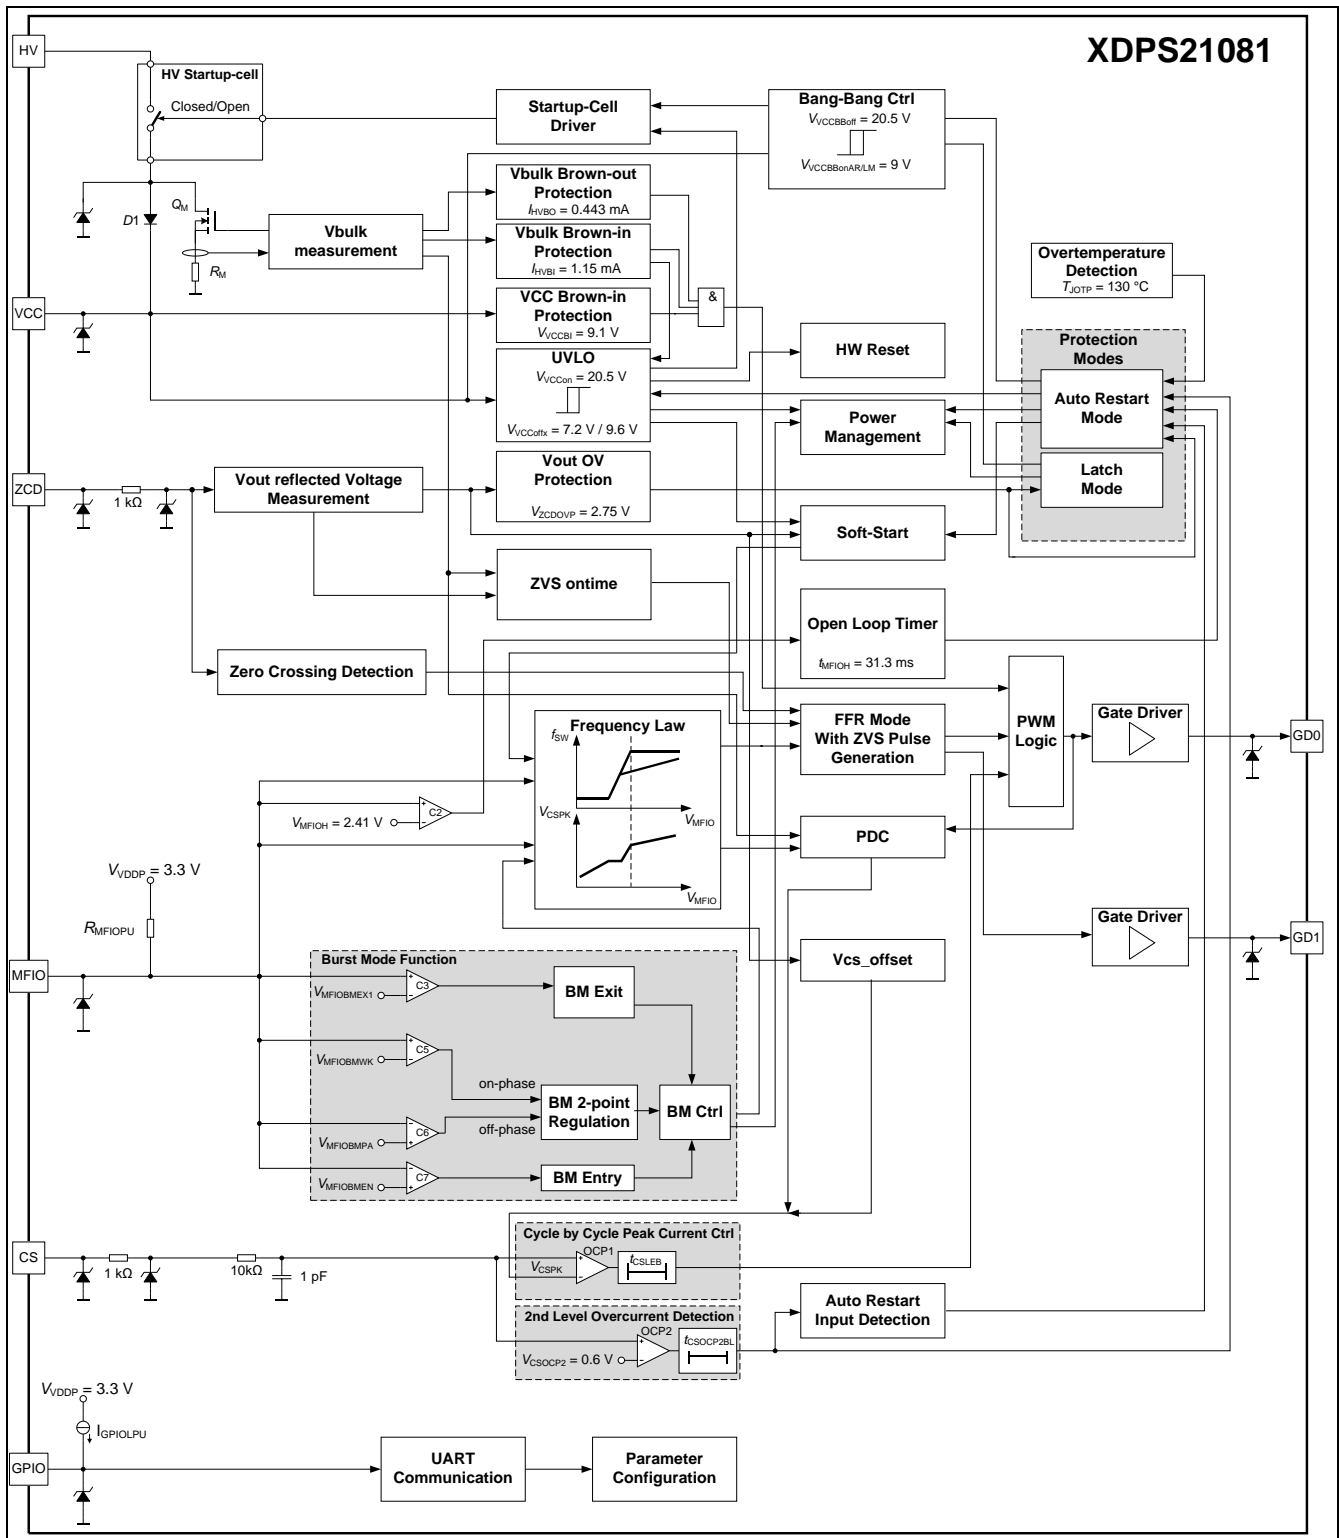 XDPS21081
HV
HV Startup-cell
Closed/Open
Startup-Cell
Driver
Bang-Bang Ctrl
VVCCBBoff = 20.5 V
VVCCBBonAR/LM = 9 V
Vbulk Brown-out
Protection
IHVBO = 0.443 mA
QM
D1
RM
Vbulk
measurement
Vbulk Brown-in
Protection
IHVBI = 1.15 mA
Overtemperature
Detection
TJOTP = 130 °C
VCC
VCC Brown-in
Protection
VVCCBI = 9.1 V
&
UVLO
VVCCon = 20.5 V
VVCCoffx = 7.2 V / 9.6 V
HW Reset
Protection
Modes
Auto Restart
Mode
Latch
Mode
Power
Management
ZCD
1 kΩ
Vout reflected Voltage
Measurement
Vout OV
Protection
VZCDOVP = 2.75 V
Soft-Start
ZVS ontime
Open Loop Timer
tMFIOH = 31.3 ms
Zero Crossing Detection
Frequency Law
fSW
VMFIO
VCSPK
VMFIO
FFR Mode
With ZVS Pulse
Generation
PWM
Logic
Gate Driver
GD0
C2
+
−
VMFIOH = 2.41 V
PDC
VVDDP = 3.3 V
RMFIOPU
Gate Driver
GD1
MFIO
Burst Mode Function
Vcs_offset
VMFIOBMEX1
+
−
C3
BM Exit
VMFIOBMWK
+
−
C5
on-phase
BM 2-point
Regulation
BM Ctrl
off-phase
VMFIOBMPA
−
+
C6
VMFIOBMEN
−
+
C7
BM Entry
CS
1 kΩ
10kΩ
1 pF
Cycle by Cycle Peak Current Ctrl
OCP1
+
−
VCSPK
tCSLEB
2nd Level Overcurrent Detection
OCP2
+
−
VCSOCP2 = 0.6 V
tCSOCP2BL
Auto Restart
Input Detection
VVDDP = 3.3 V
IGPIOLPU
GPIO
UART
Communication
Parameter
Configuration